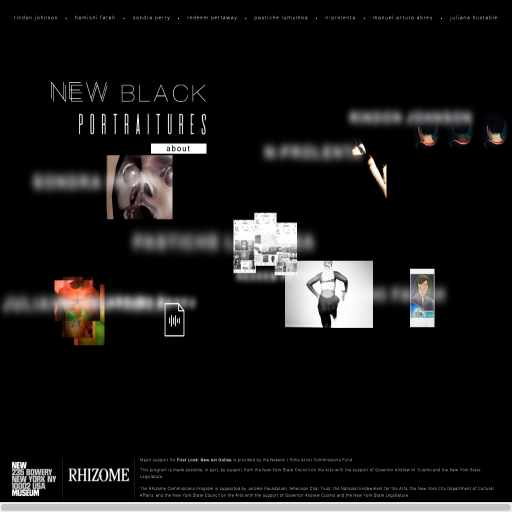 rindon johnson • hamishi farah • sondra perry • redeem pettaway • pastiche lumumba • n-prolenta • manuel arturo abreu • juliana huxtable
NEW BLACK
PORTRAITURES
about
RINDON JOHNSON
N-PROLENTA
SONDRA
PASTICHE
NEW
235 BOWERY
NEW YORK NY
10002 USA
MUSEUM
RHIZOME
Major support for First Look: New Art Online is provided by the Neeson / Edlis Artist Commissions Fund.
This program is made possible, in part, by support from the New York State Council on the Arts with the support of Governor Andrew M. Cuomo and the New York State
Legislature.
The Rhizome Commissions Program is supported by Jerome Foundation, American Chai Trust, the National Endowment for the Arts, the New York City Department of Cultural
Affairs, and the New York State Council on the Arts with the support of Governor Andrew Cuomo and the New York State Legislature.